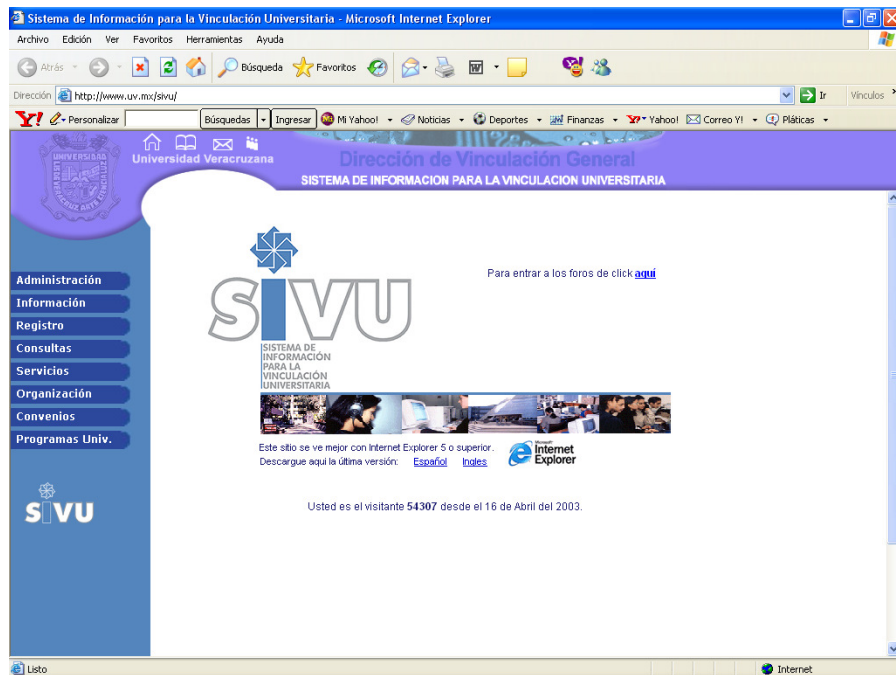 Sistema de Información para la Vinculación Universitaria - Microsoft Internet Explorer
Archivo Edición Ver Favoritos Herramientas Ayuda
Atrás Búsqueda Favoritos
Dirección http://www.uv.mx/sivu/ Ir Vínculos
Y! Personalizar Búsquedas Ingresar Mi Yahoo! Noticias Deportes Finanzas Yahoo! Correo Y! Pláticas
Universidad Veracruzana
Dirección de Vinculación General
SISTEMA DE INFORMACION PARA LA VINCULACION UNIVERSITARIA
Para entrar a los foros de click aquí
Administración
Información
Registro
Consultas
Servicios
Organización
Convenios
Programas Univ.
SIVU
SIVU
SISTEMA DE
INFORMACIÓN
PARA LA
VINCULACIÓN
UNIVERSITARIA
Este sitio se ve mejor con Internet Explorer 5 o superior.
Descargue aqui la última versión: Español Ingles
Microsoft
Internet
Explorer
Usted es el visitante 54307 desde el 16 de Abril del 2003.
Listo Internet